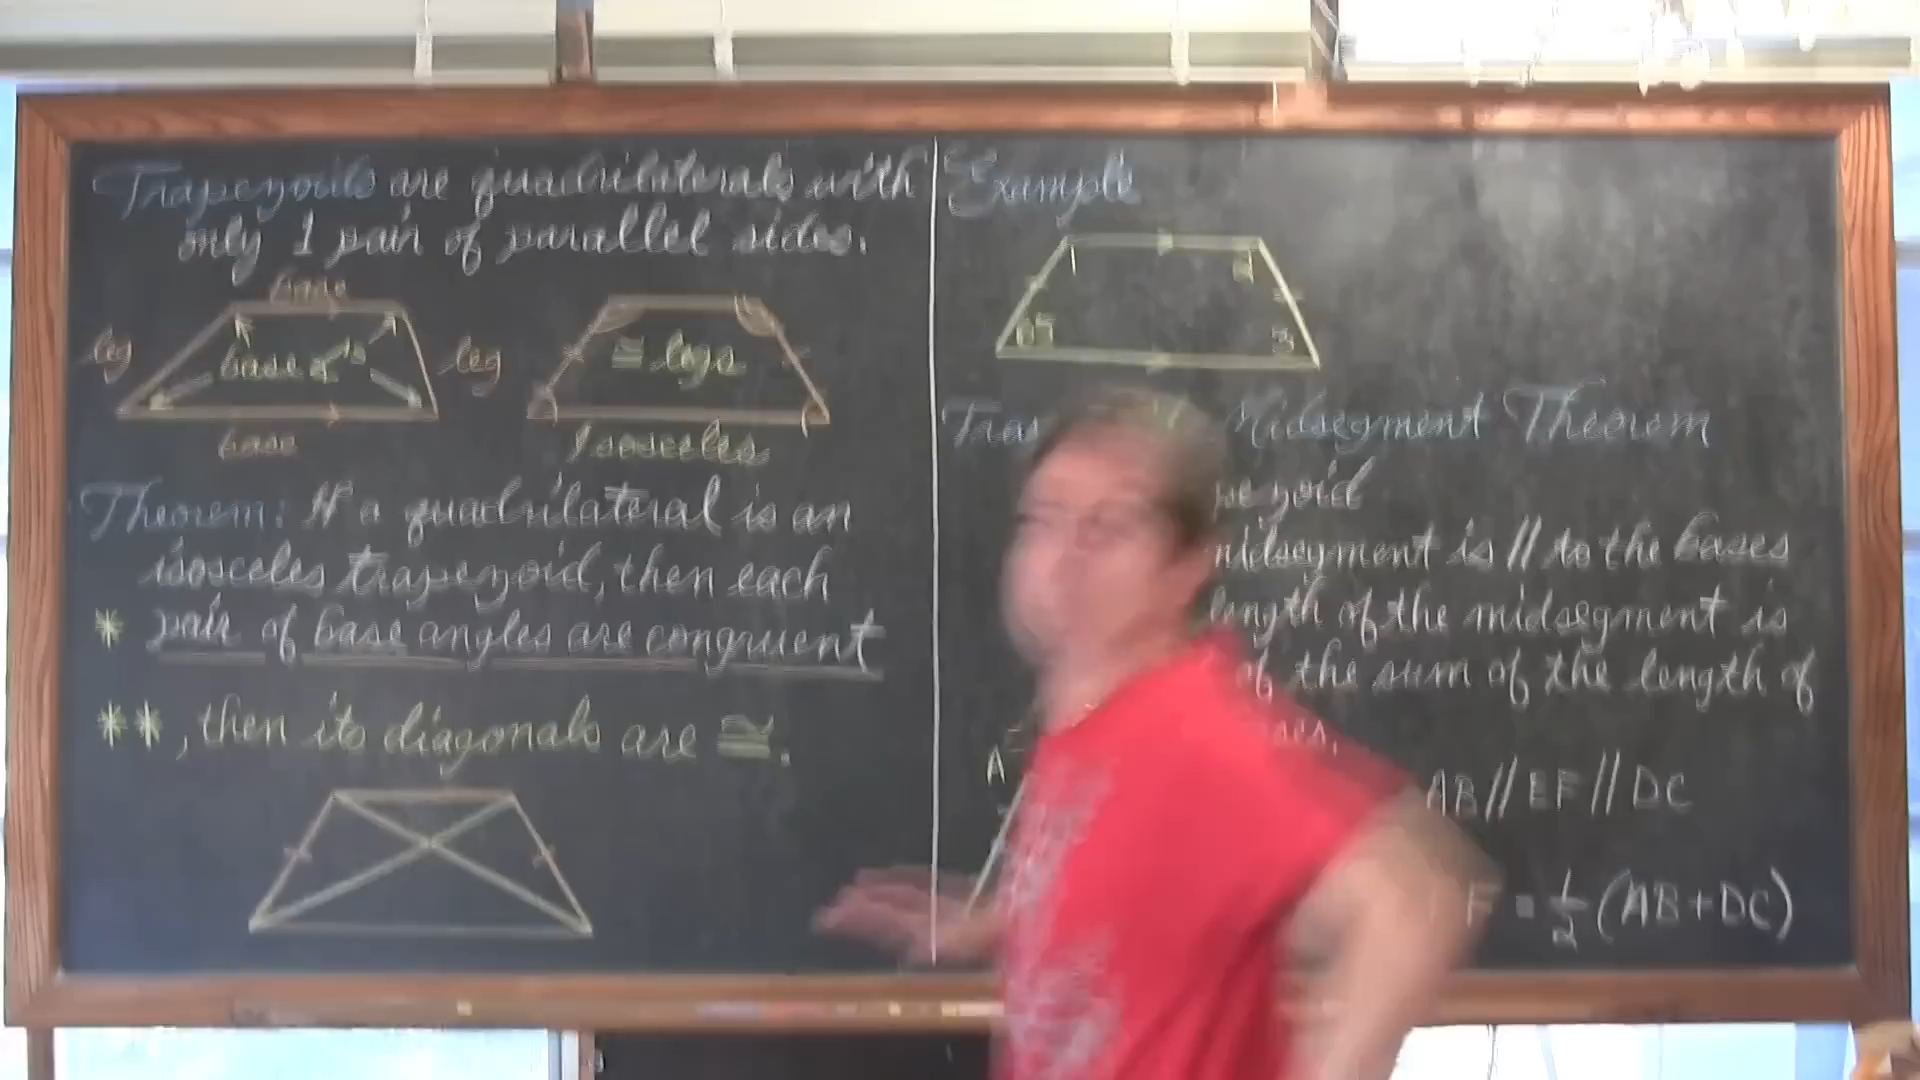 Trapezoids are quadrilaterals with
only 1 pair of parallel sides.
base
leg
base ∠'s
leg
base
≅ legs
Isosceles
Theorem: If a quadrilateral is an
isosceles trapezoid, then each
* pair of base angles are congruent
**, then its diagonals are ≅.
Example
1
2
65
3
Midsegment Theorem
midsegment is // to the bases
length of the midsegment is
of the sum of the length of
A
AB // EF // DC
F = 1/2 (AB+DC)